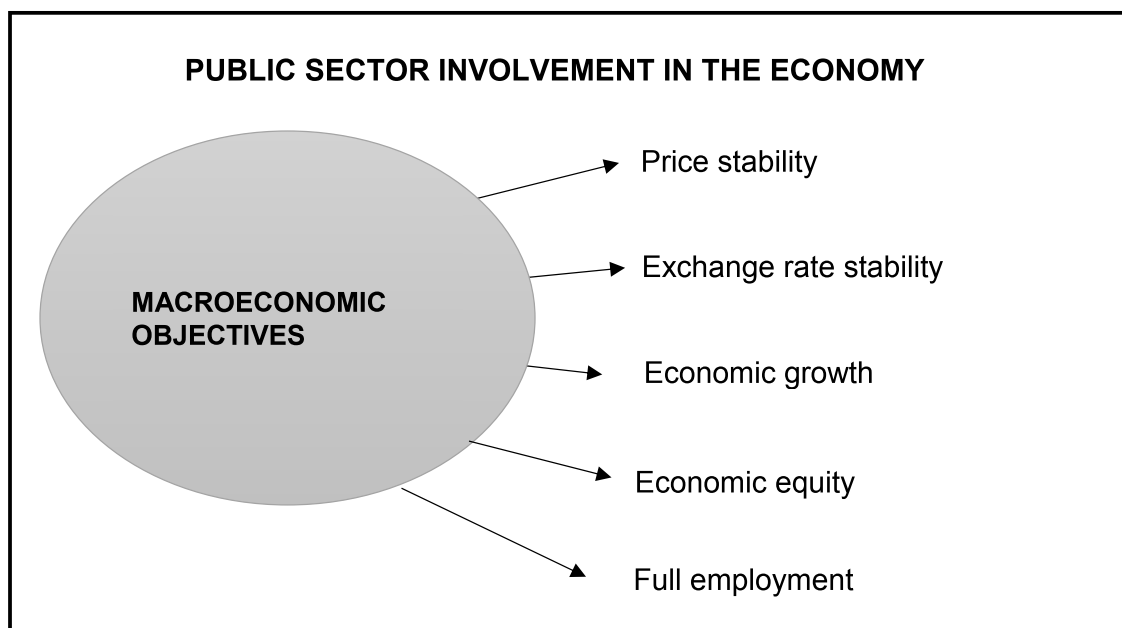 PUBLIC SECTOR INVOLVEMENT IN THE ECONOMY
MACROECONOMIC
OBJECTIVES
Price stability
Exchange rate stability
Economic growth
Economic equity
Full employment